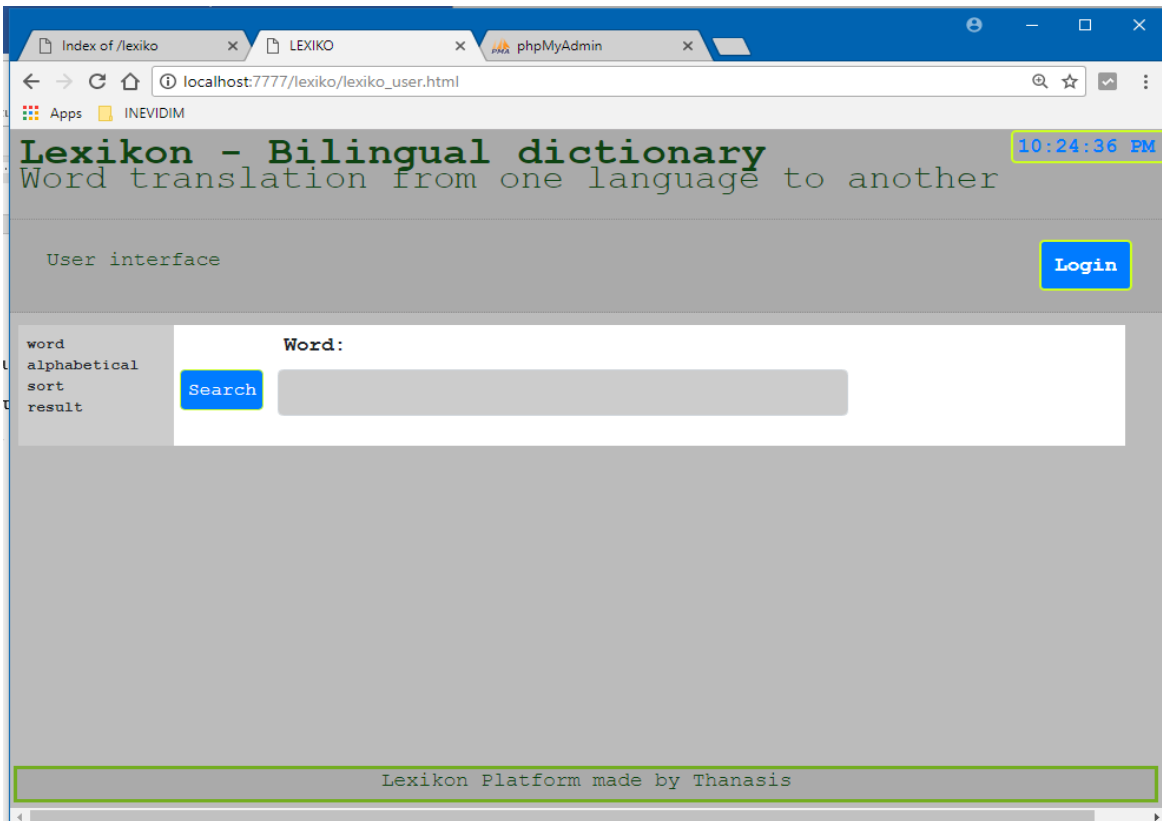 Index of /lexiko
LEXIKO
PMA phpMyAdmin
localhost:7777/lexiko/lexiko_user.html
Apps
INEVIDIM
Lexikon - Bilingual dictionary
10:24:36 PM
Word translation from one language to another
User interface
Login
word
alphabetical
sort
result
Word:
Search
Lexikon Platform made by Thanasis